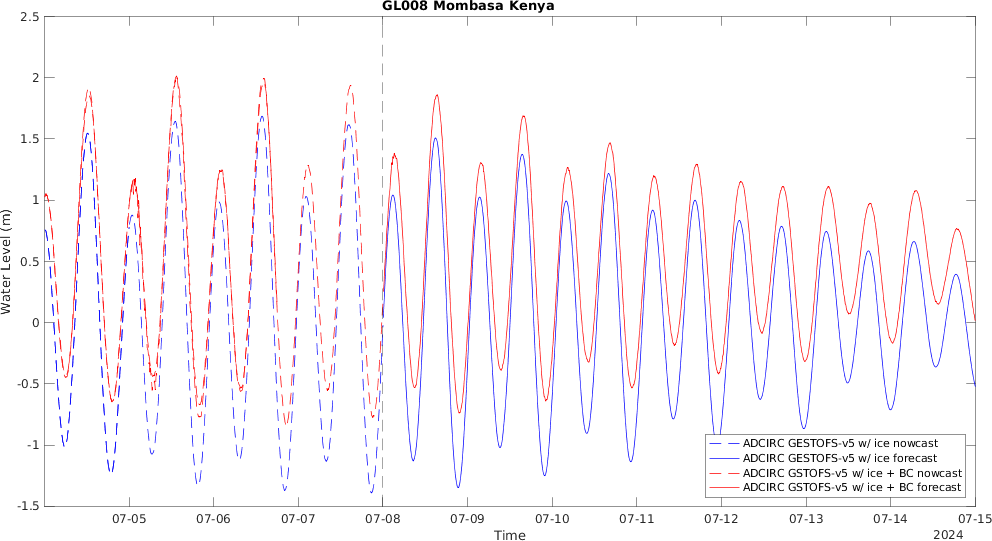 GL008 Mombasa Kenya
2.5
2
1.5
1
0.5
0
-0.5
-1
-1.5
Water Level (m)
07-05 07-06 07-07 07-08 07-09 07-10 07-11 07-12 07-13 07-14 07-15
Time
2024
ADCIRC GESTOFS-v5 w/ ice nowcast
ADCIRC GESTOFS-v5 w/ ice forecast
ADCIRC GSTOFS-v5 w/ ice + BC nowcast
ADCIRC GSTOFS-v5 w/ ice + BC forecast